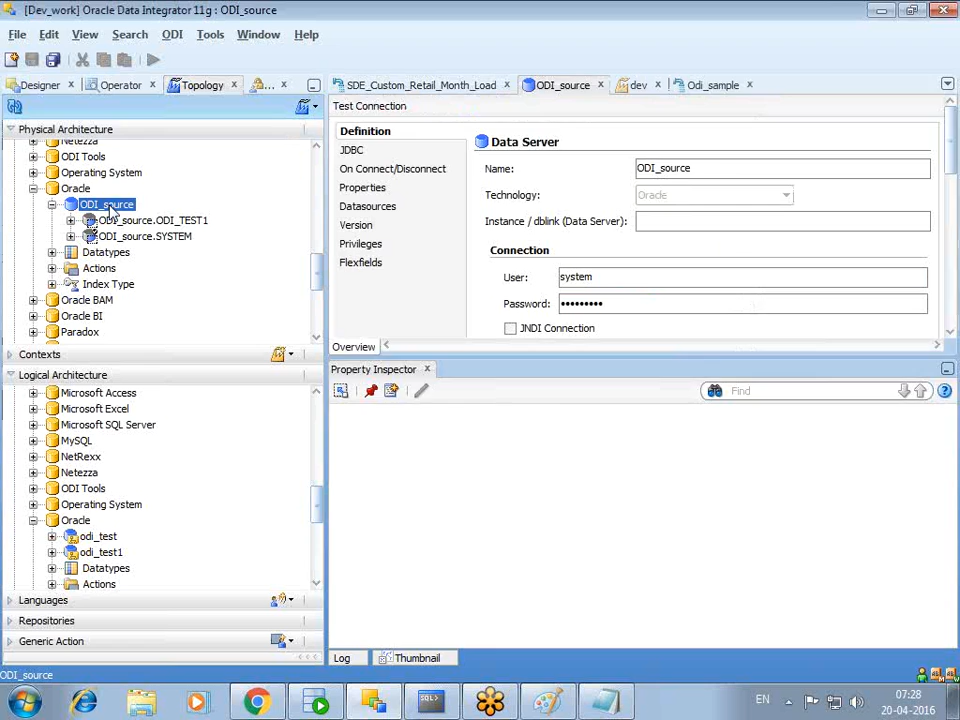 [Dev_work] Oracle Data Integrator 11g : ODI_source
File Edit View Search ODI Tools Window Help
Designer Operator Topology ...
SDE_Custom_Retail_Month_Load ODI_source dev Odi_sample
Test Connection
Physical Architecture
Netezza
ODI Tools
Operating System
Oracle
ODI_source
ODI_source.ODI_TEST1
ODI_source.SYSTEM
Datatypes
Actions
Index Type
Oracle BAM
Oracle BI
Paradox
Definition
JDBC
On Connect/Disconnect
Properties
Datasources
Version
Privileges
Flexfields
Data Server
Name: ODI_source
Technology: Oracle
Instance / dblink (Data Server):
Connection
User: system
Password: •••••••••
JNDI Connection
Overview
Contexts
Logical Architecture
Microsoft Access
Microsoft Excel
Microsoft SQL Server
MySQL
NetRexx
Netezza
ODI Tools
Operating System
Oracle
odi_test
odi_test1
Datatypes
Actions
Languages
Repositories
Generic Action
Property Inspector
Find
Log Thumbnail
ODI_source
EN
07:28
20-04-2016